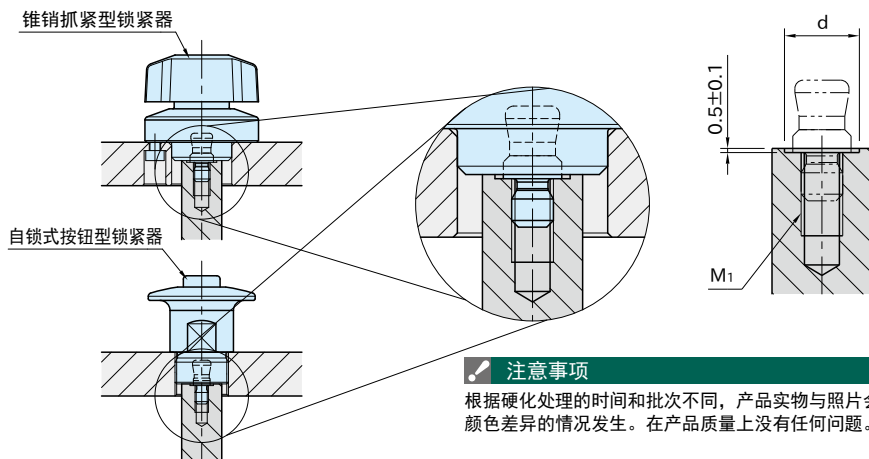 锥销抓紧型锁紧器
自锁式按钮型锁紧器
d
0.5±0.1
M1
注意事项
根据硬化处理的时间和批次不同，产品实物与照片会
颜色差异的情况发生。在产品质量上没有任何问题。